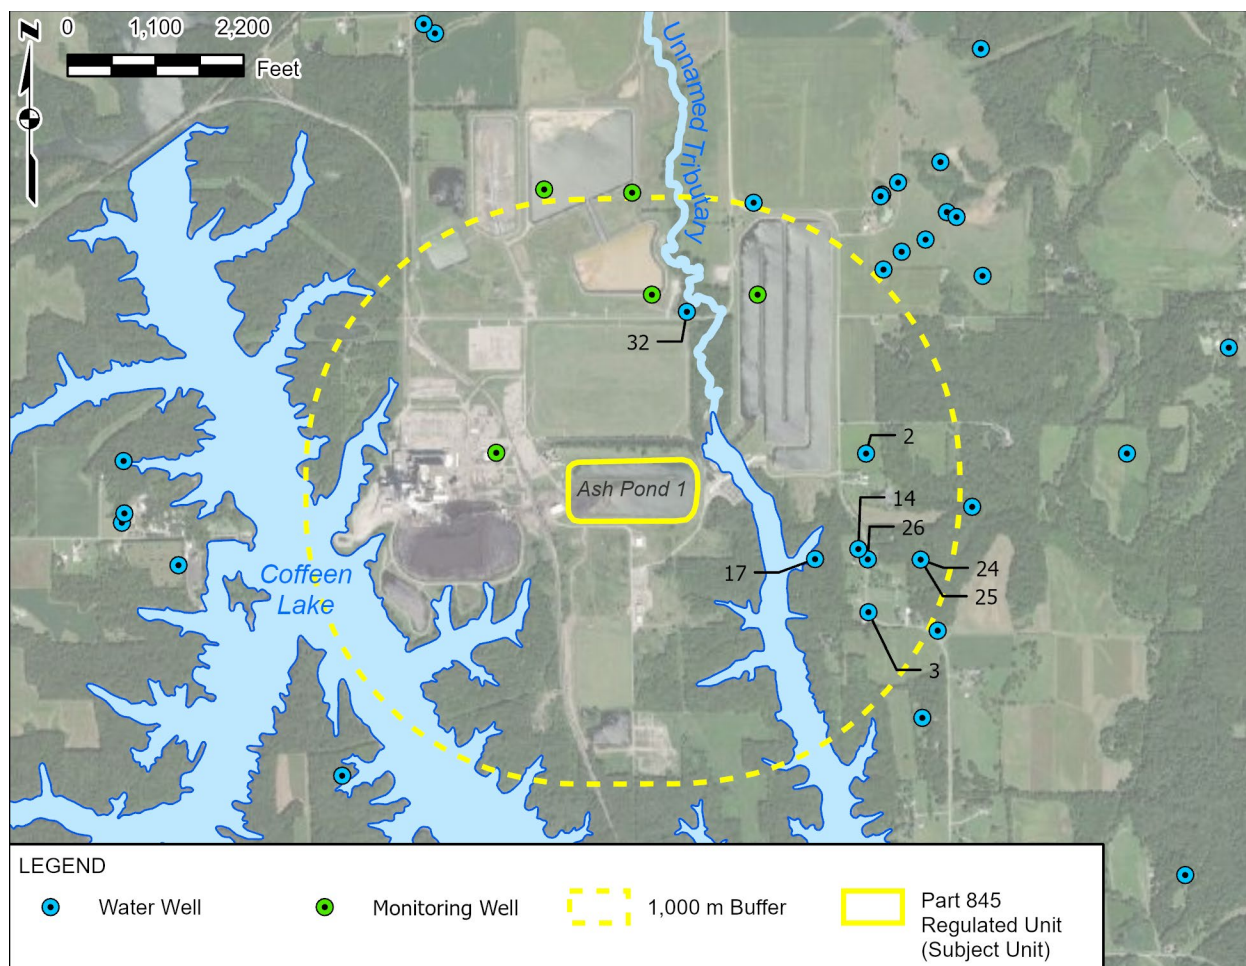 0 1,100 2,200
Feet
N
Unnamed Tributary
32
2
Ash Pond 1
14
26
17
24
25
Coffeen
Lake
3
LEGEND
Water Well
Monitoring Well
1,000 m Buffer
Part 845
Regulated Unit
(Subject Unit)